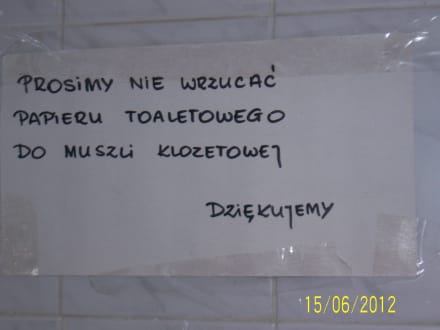 PROSIMY NIE WRZUCAĆ
PAPIERU TOALETOWEGO
DO MUSZLI KLOZETOWEJ
DZIĘKUJEMY
15/06/2012